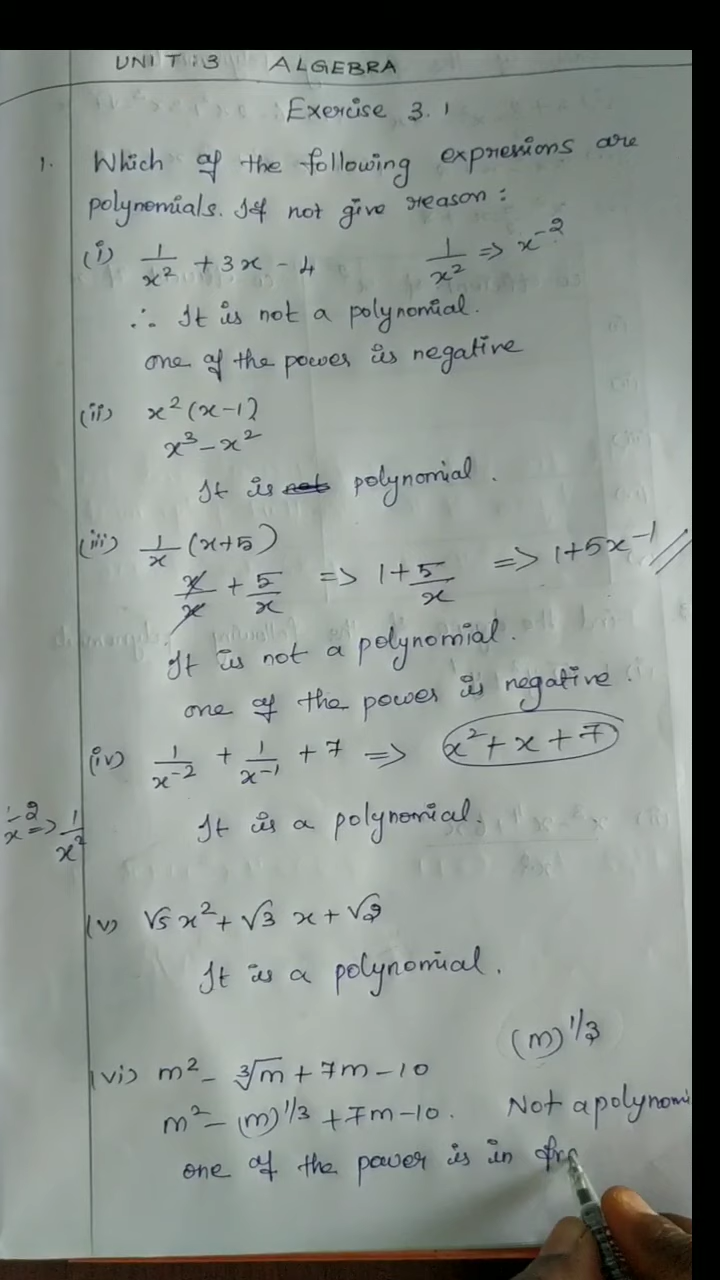 UNIT: 3 ALGEBRA
Exercise 3.1
1. Which of the following expressions are
polynomials. If not give reason:
(i) 1/x² + 3x - 4 1/x² => x⁻²
∴ It is not a polynomial.
one of the power is negative
(ii) x² (x-1)
x³ - x²
It is not polynomial.
(iii) 1/x (x+5)
x/x + 5/x => 1 + 5/x => 1+5x⁻¹ //
It is not a polynomial.
one of the power is negative.
(iv) 1/x⁻² + 1/x⁻¹ + 7 => x² + x + 7
x⁻² => 1/x²
It is a polynomial.
(v) √5 x² + √3 x + √2
It is a polynomial.
(m)^1/3
(vi) m² - ∛m + 7m - 10
m² - (m)^1/3 + 7m - 10. Not a polynomi
one of the power is in fra